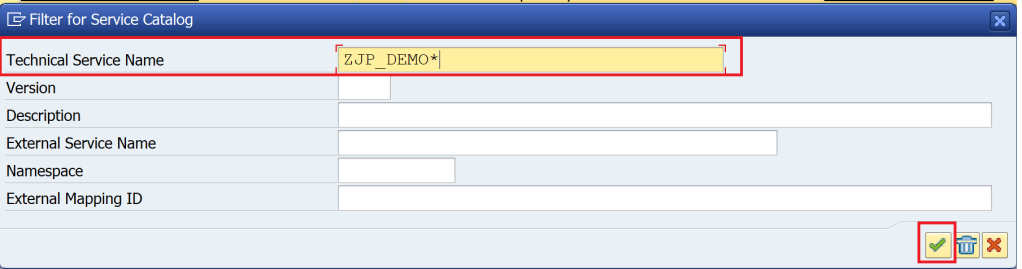 Filter for Service Catalog
Technical Service Name ZJP_DEMO*
Version
Description
External Service Name
Namespace
External Mapping ID